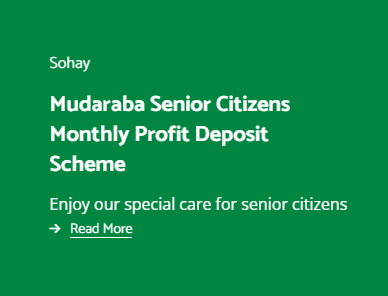 Sohay
Mudaraba Senior Citizens
Monthly Profit Deposit
Scheme
Enjoy our special care for senior citizens
→ Read More